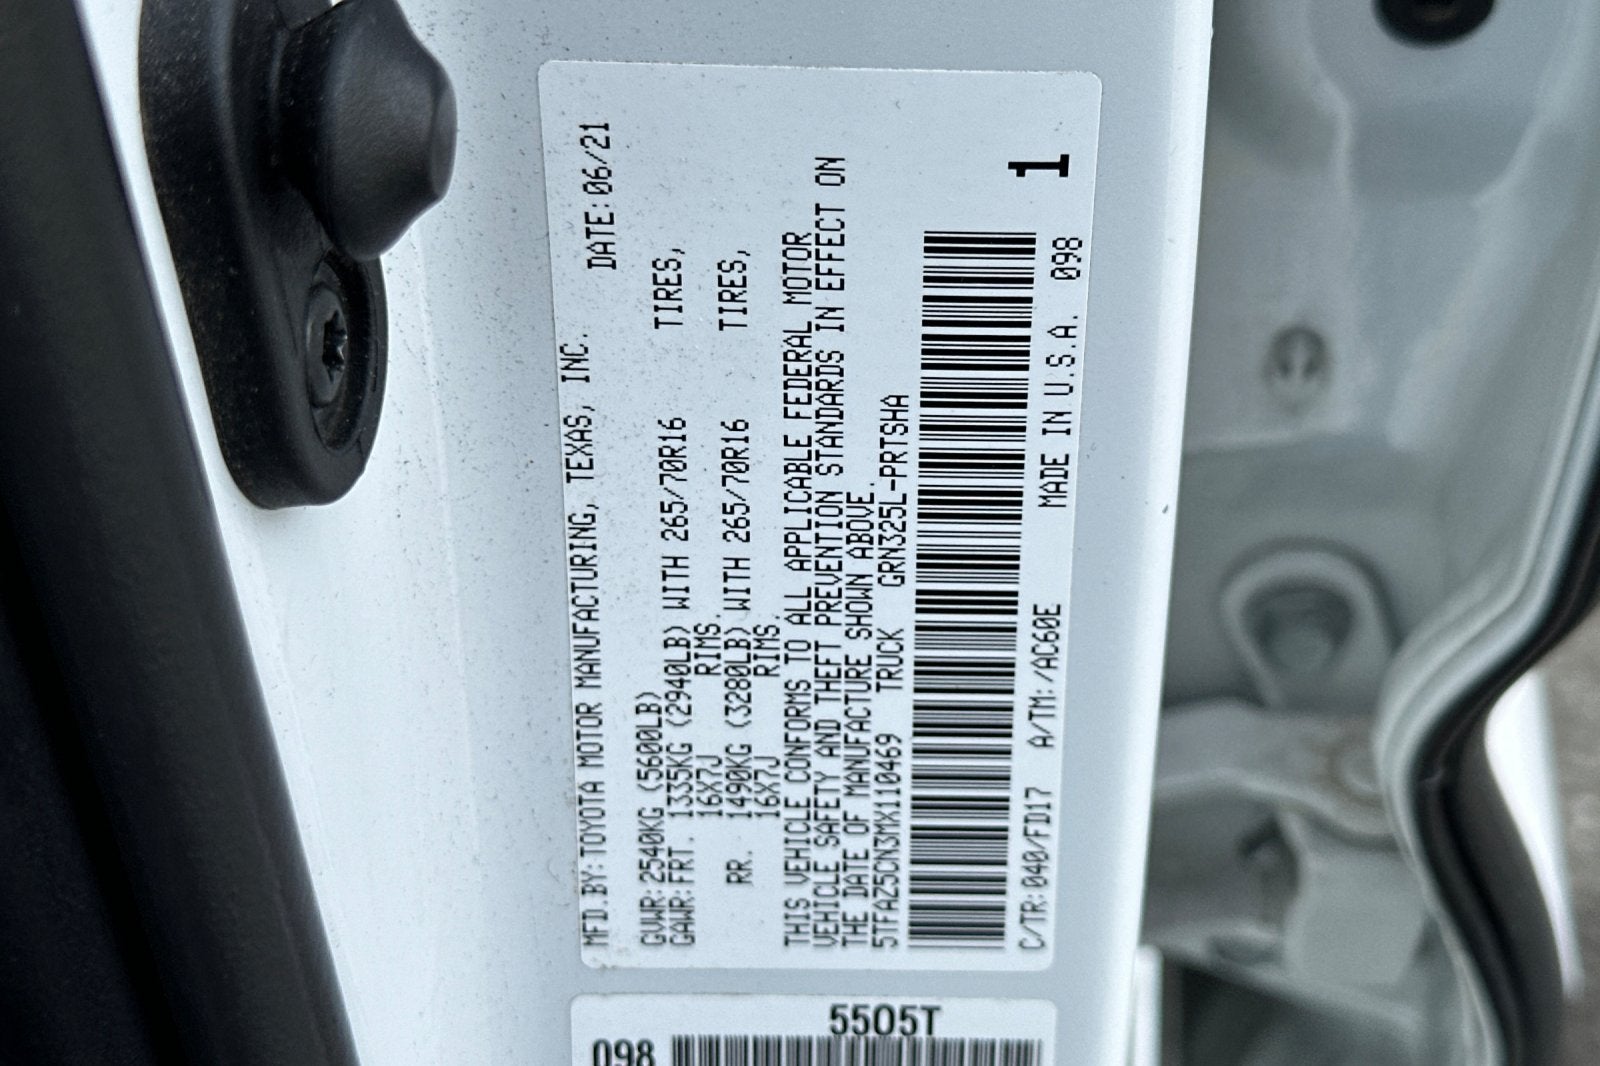 MFD.BY:TOYOTA MOTOR MANUFACTURING, TEXAS, INC.
DATE:06/21
GVWR:2540KG (5600LB)
GAWR:FRT. 1335KG (2940LB) WITH 265/70R16 TIRES,
16X7J RIMS.
RR. 1490KG (3280LB) WITH 265/70R16 TIRES,
16X7J RIMS.
THIS VEHICLE CONFORMS TO ALL APPLICABLE FEDERAL MOTOR
VEHICLE SAFETY AND THEFT PREVENTION STANDARDS IN EFFECT ON
THE DATE OF MANUFACTURE SHOWN ABOVE.
5TFAZ5CN3MX110469 TRUCK GRN325L-PRTSHA
1
C/TR:040/FD17 A/TM:/AC60E MADE IN U.S.A. 098
5505T
098